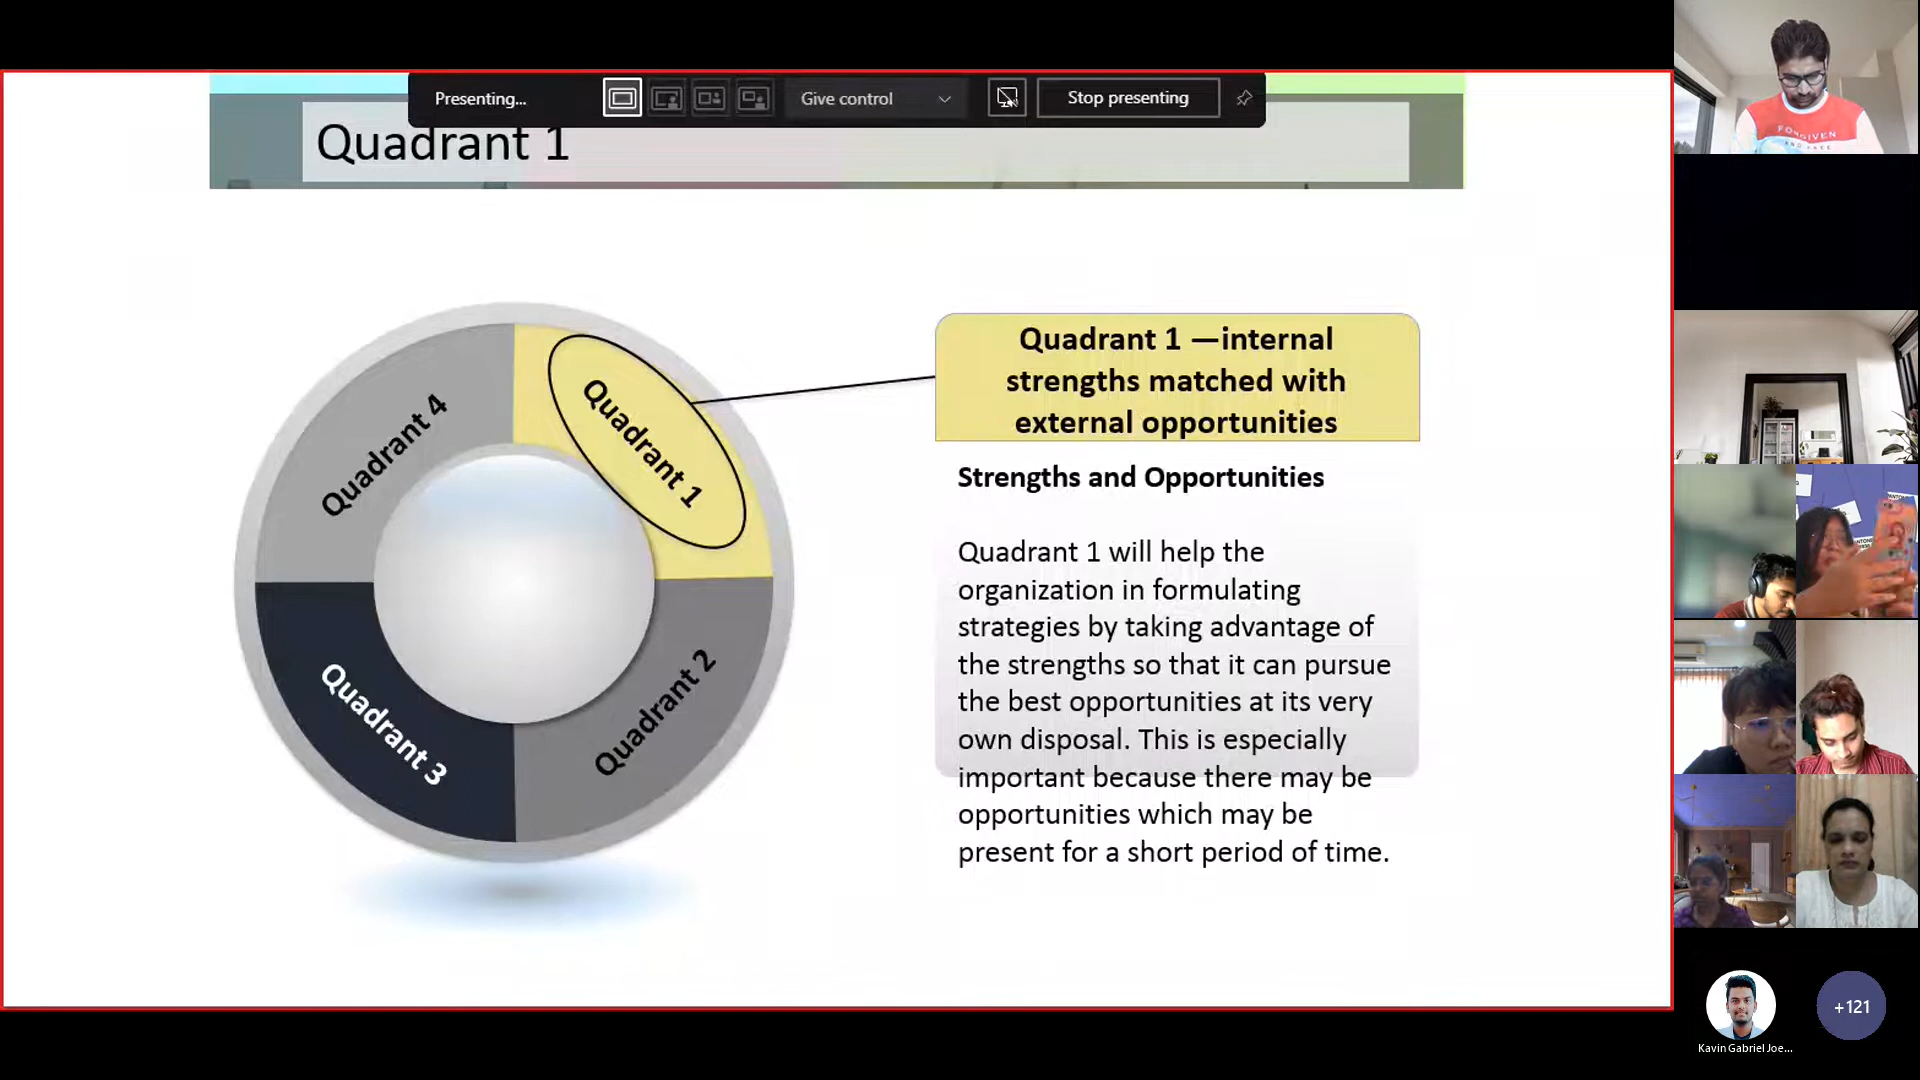 Presenting...
Give control
Stop presenting
Quadrant 1
Quadrant 4
Quadrant 1
Quadrant 3
Quadrant 2
Quadrant 1 —internal
strengths matched with
external opportunities
Strengths and Opportunities
Quadrant 1 will help the
organization in formulating
strategies by taking advantage of
the strengths so that it can pursue
the best opportunities at its very
own disposal. This is especially
important because there may be
opportunities which may be
present for a short period of time.
FORGIVEN
AND FREE
Kavin Gabriel Joe...
+121